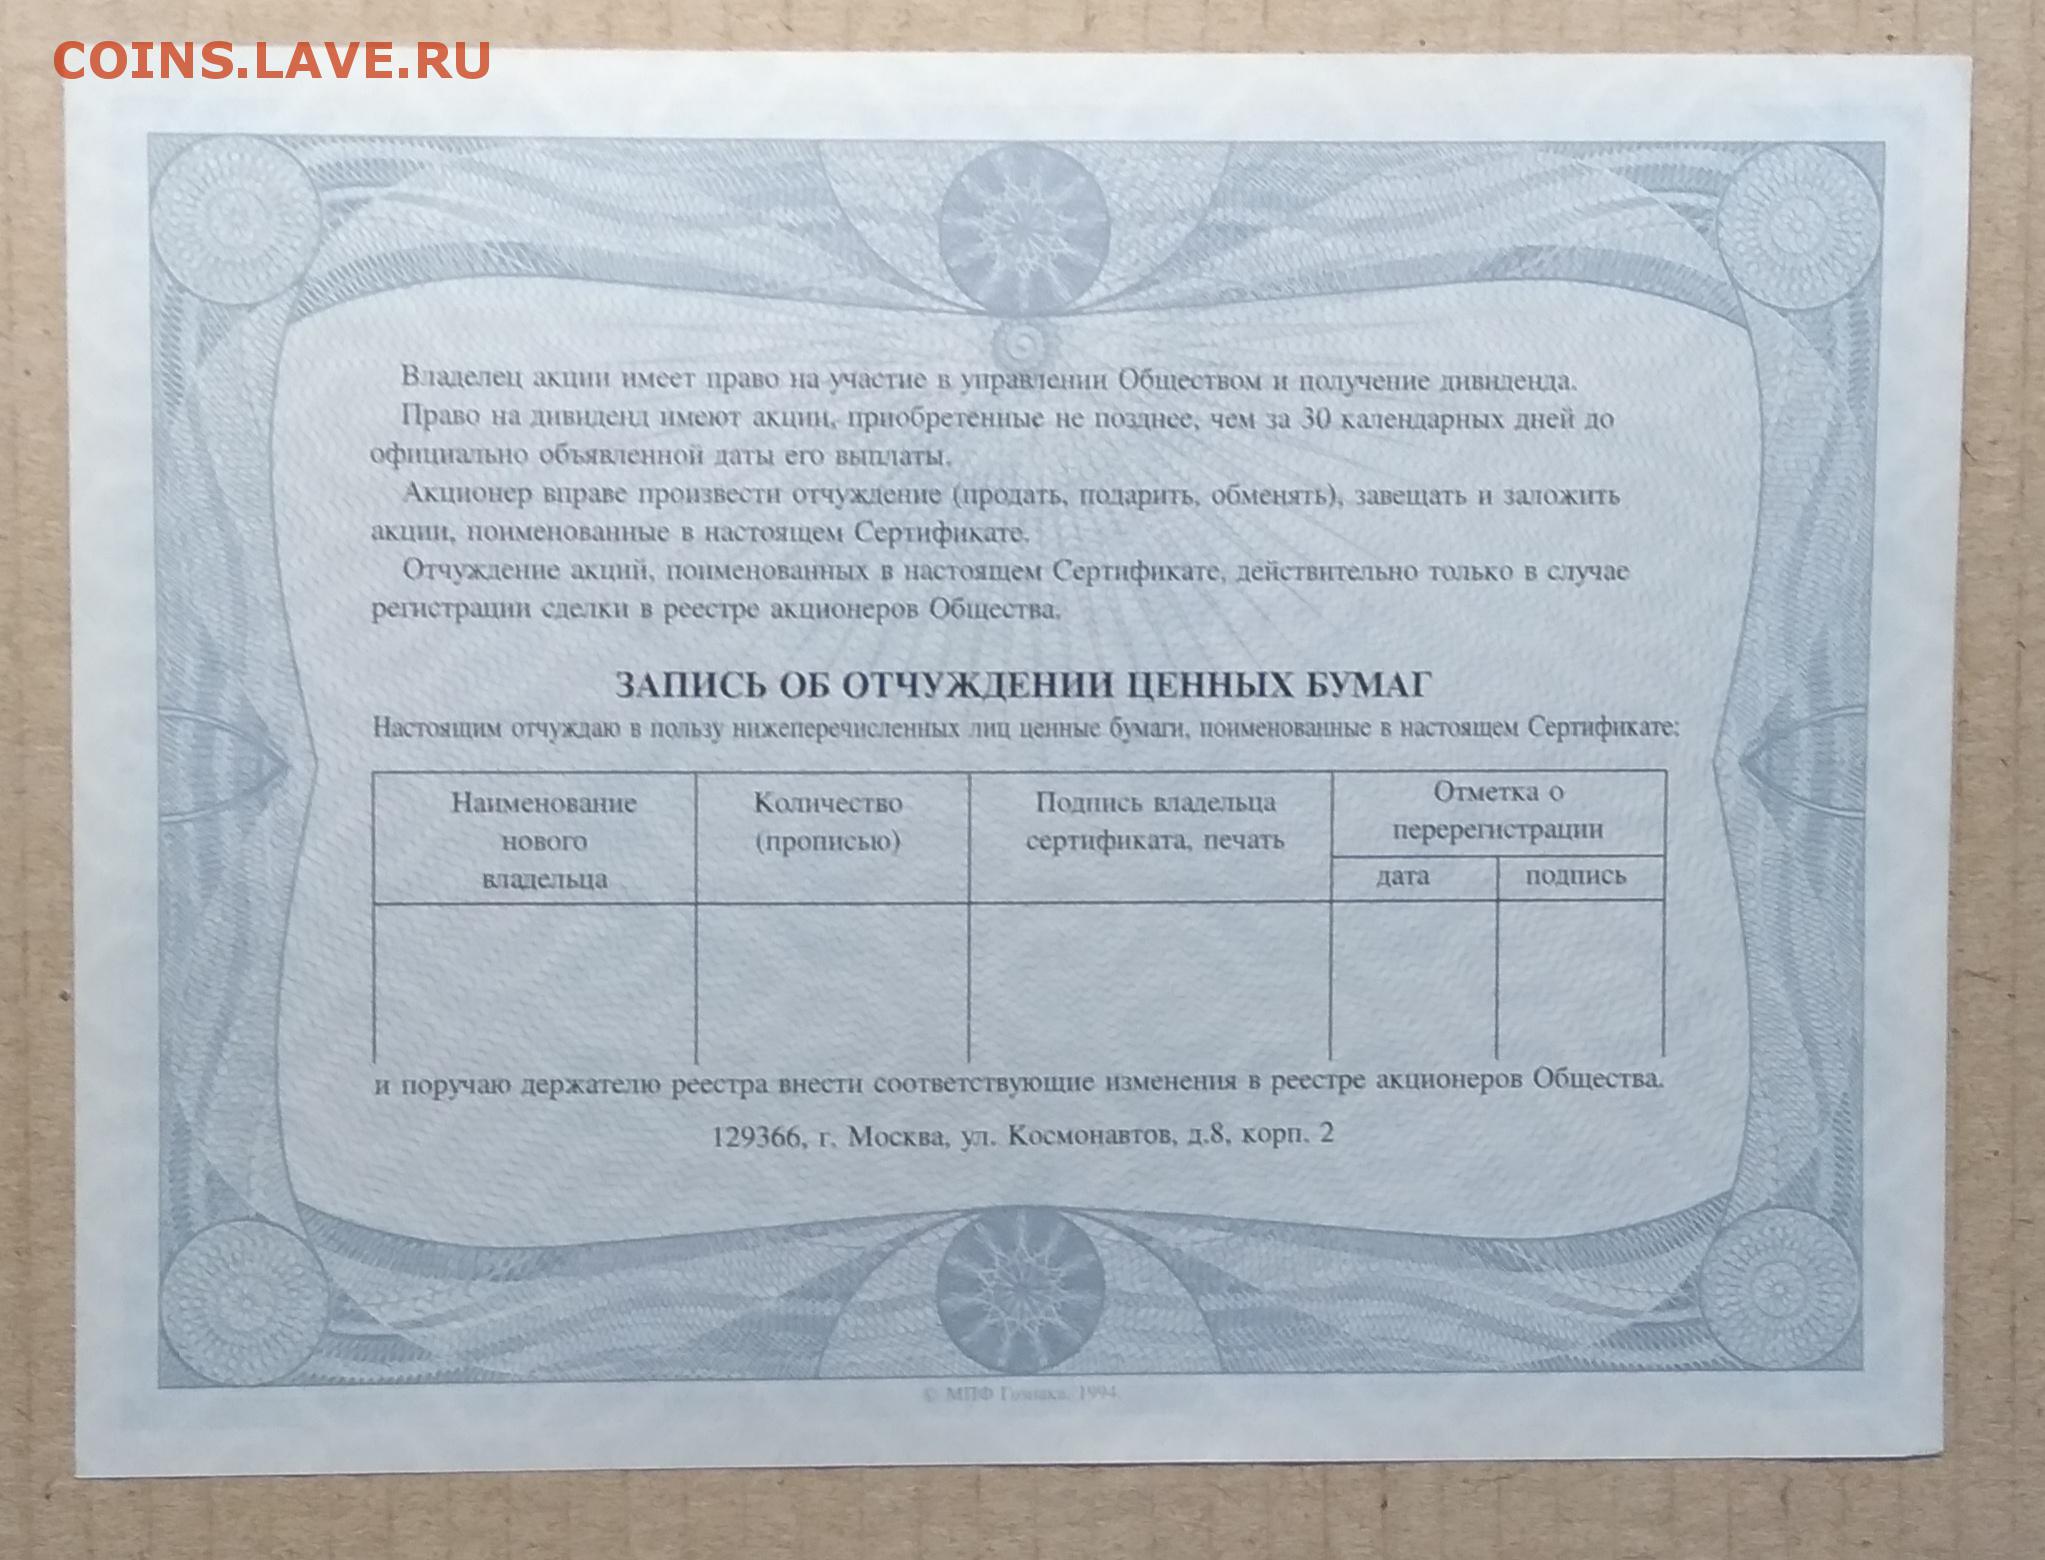 COINS.LAVE.RU
Владелец акции имеет право на участие в управлении Обществом и получение дивиденда.
Право на дивиденд имеют акции, приобретенные не позднее, чем за 30 календарных дней до
официально объявленной даты его выплаты.
Акционер вправе произвести отчуждение (продать, подарить, обменять), завещать и заложить
акции, поименованные в настоящем Сертификате.
Отчуждение акций, поименованных в настоящем Сертификате, действительно только в случае
регистрации сделки в реестре акционеров Общества.
ЗАПИСЬ ОБ ОТЧУЖДЕНИИ ЦЕННЫХ БУМАГ
Настоящим отчуждаю в пользу нижеперечисленных лиц ценные бумаги, поименованные в настоящем Сертификате:
Наименование
нового
владельца
Количество
(прописью)
Подпись владельца
сертификата, печать
Отметка о
перерегистрации
дата
подпись
и поручаю держателю реестра внести соответствующие изменения в реестре акционеров Общества.
129366, г. Москва, ул. Космонавтов, д.8, корп. 2
© МПФ Гознака, 1994.